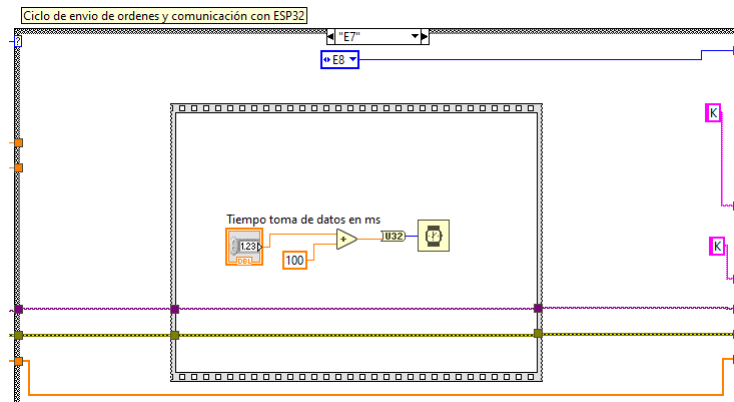 Ciclo de envio de ordenes y comunicación con ESP32
"E7"
E8
K
Tiempo toma de datos en ms
1.23
DBL
100
U32
K